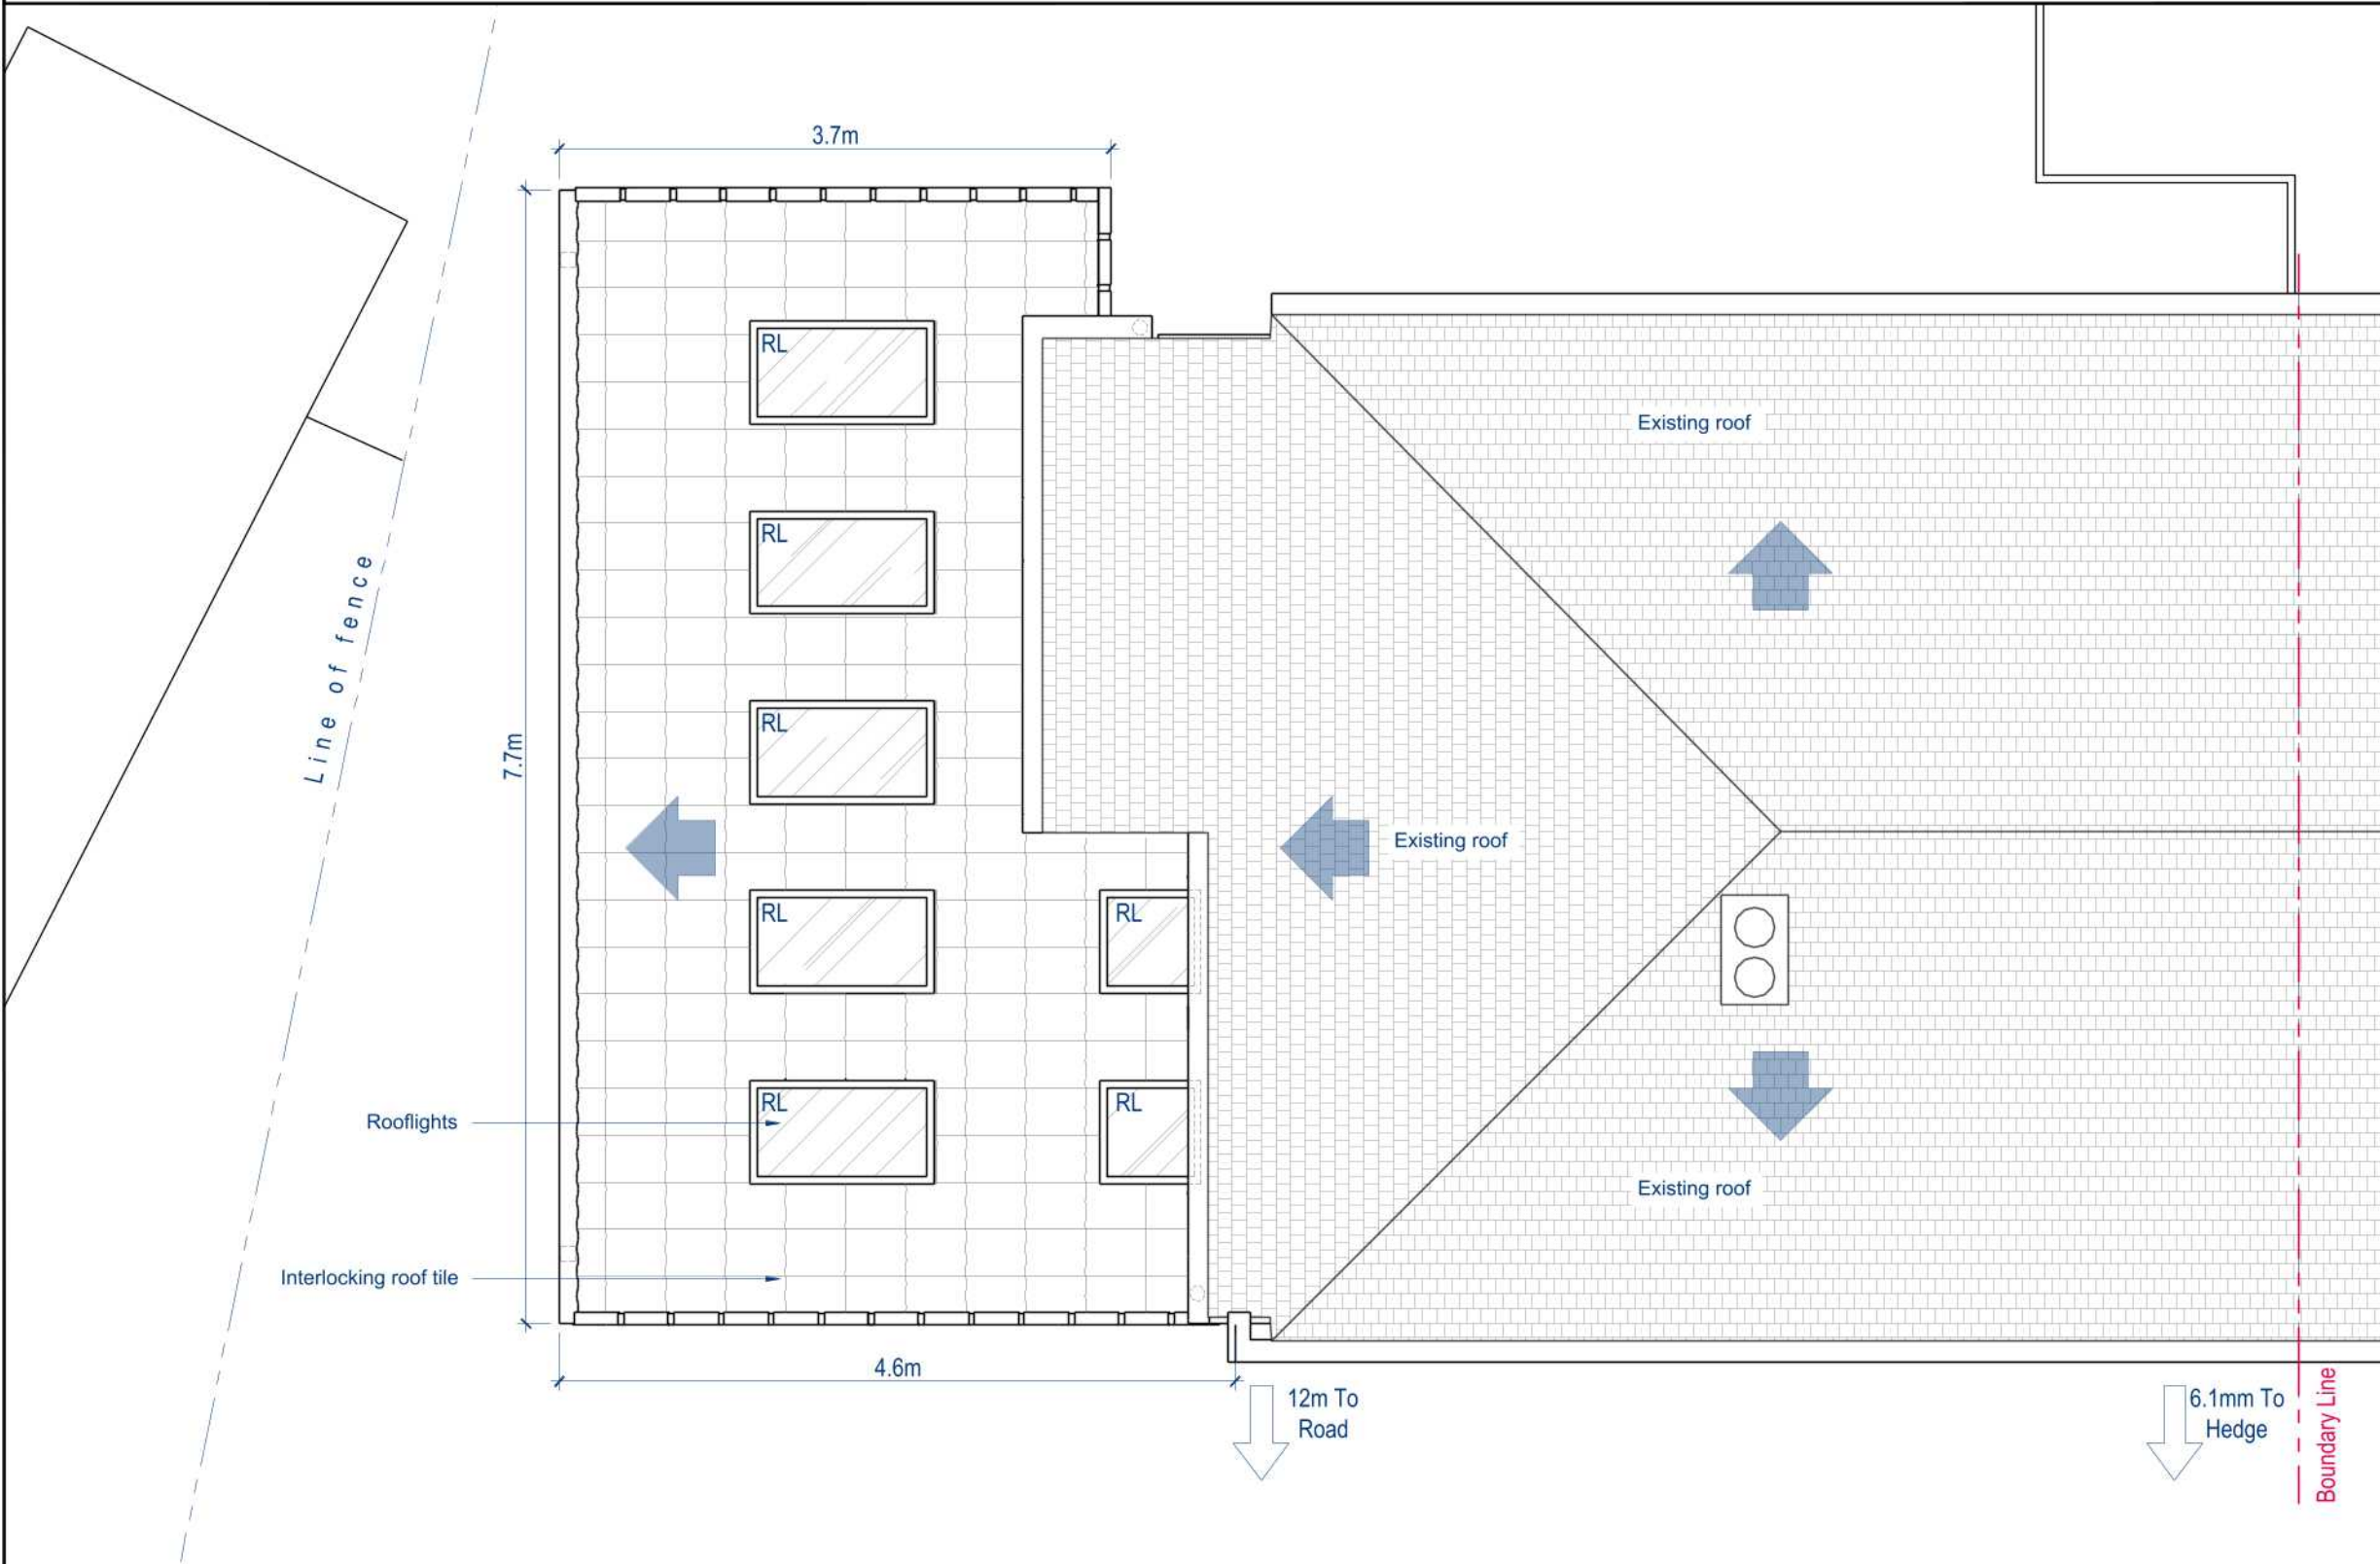 3.7m
RL
Existing roof
RL
Line of fence
RL
7.7m
Existing roof
RL
RL
RL
RL
Rooflights
Existing roof
Interlocking roof tile
4.6m
12m To
Road
6.1mm To
Hedge
Boundary Line